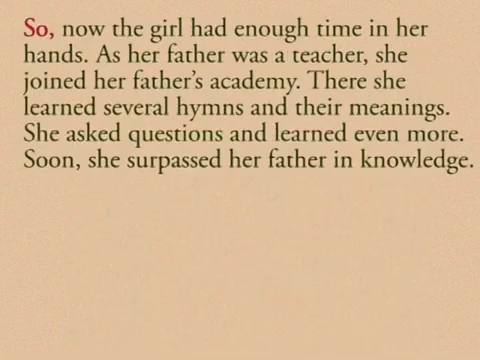 So, now the girl had enough time in her
hands. As her father was a teacher, she
joined her father's academy. There she
learned several hymns and their meanings.
She asked questions and learned even more.
Soon, she surpassed her father in knowledge.